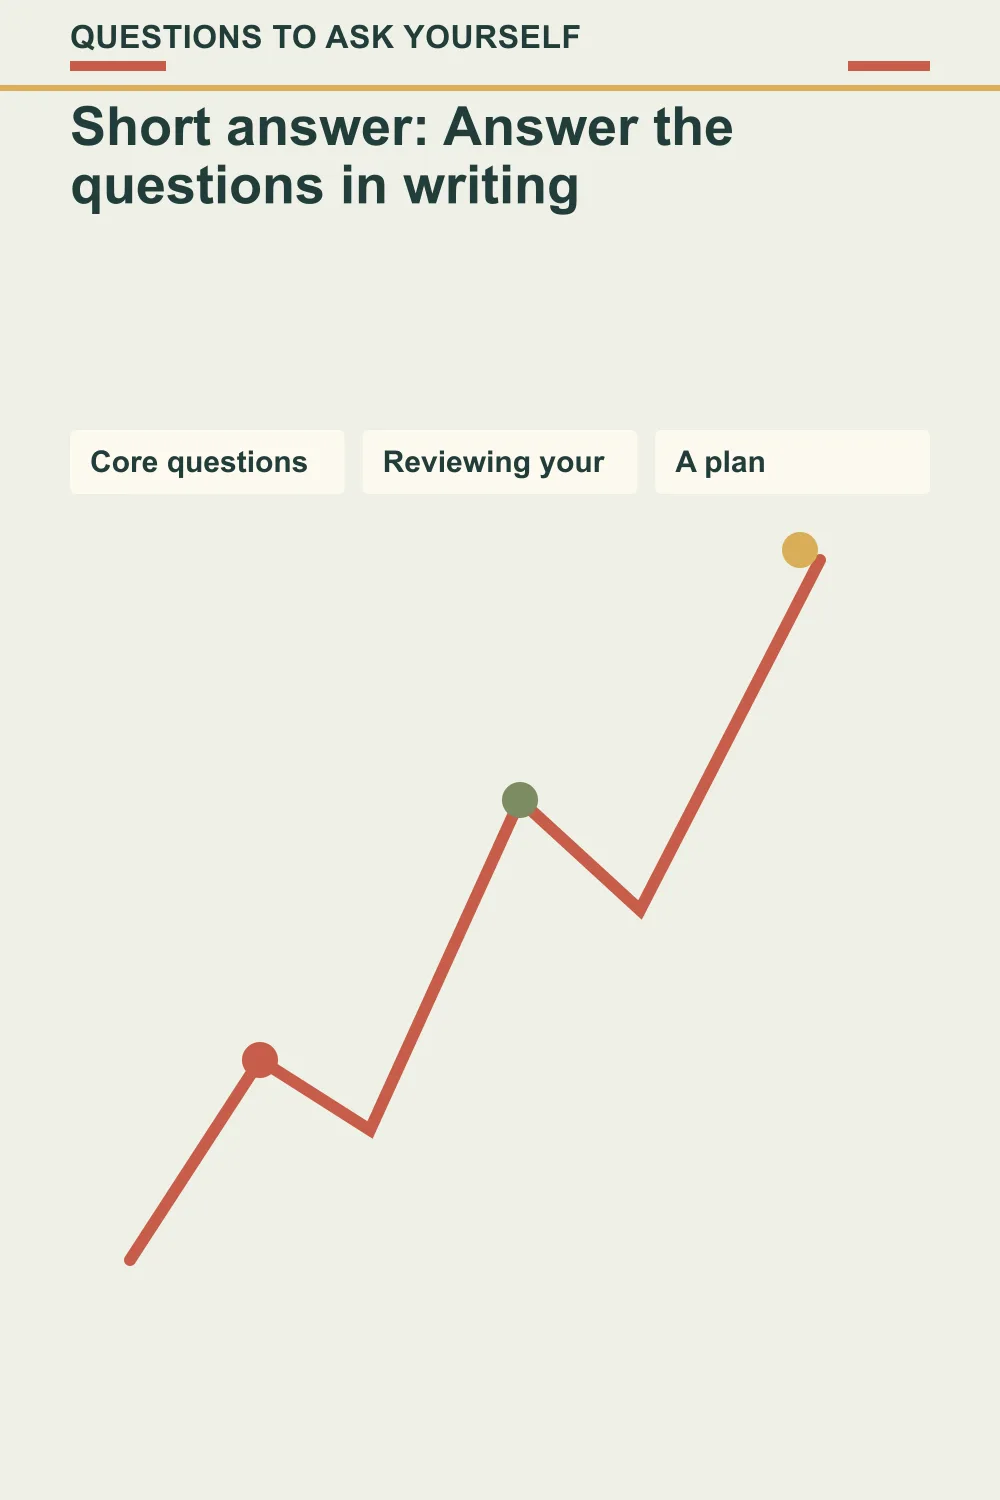 QUESTIONS TO ASK YOURSELF
Short answer: Answer the
questions in writing
Core questions
Reviewing your
A plan